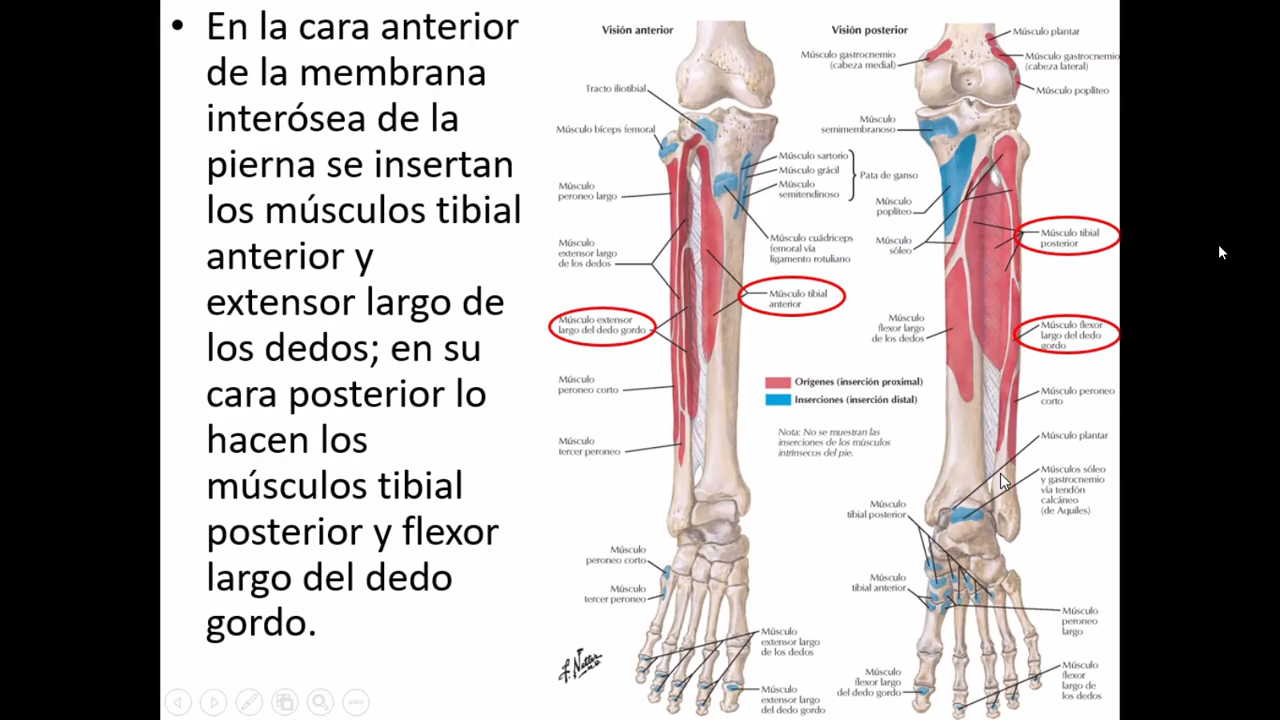 • En la cara anterior
de la membrana
interósea de la
pierna se insertan
los músculos tibial
anterior y
extensor largo de
los dedos; en su
cara posterior lo
hacen los
músculos tibial
posterior y flexor
largo del dedo
gordo.
Visión anterior
Tracto iliotibial
Músculo bíceps femoral
Músculo
peroneo largo
Músculo
extensor largo
de los dedos
Músculo extensor
largo del dedo gordo
Músculo
peroneo corto
Músculo
tercer peroneo
Músculo sartorio
Músculo grácil
Músculo
semitendinoso
Pata de ganso
Músculo cuádriceps
femoral vía
ligamento rotuliano
Músculo tibial
anterior
Músculo
peroneo corto
Músculo
tercer peroneo
Músculo
extensor largo
de los dedos
Músculo
extensor largo
del dedo gordo
Orígenes (inserción proximal)
Inserciones (inserción distal)
Nota: No se muestran las
inserciones de los músculos
intrínsecos del pie.
Visión posterior
Músculo gastrocnemio
(cabeza medial)
Músculo
semimembranoso
Músculo
poplíteo
Músculo
sóleo
Músculo
flexor largo
de los dedos
Músculo
tibial posterior
Músculo
tibial anterior
Músculo
flexor largo
del dedo gordo
Músculo plantar
Músculo gastrocnemio
(cabeza lateral)
Músculo poplíteo
Músculo tibial
posterior
Músculo flexor
largo del dedo
gordo
Músculo peroneo
corto
Músculo plantar
Músculos sóleo
y gastrocnemio
vía tendón
calcáneo
(de Aquiles)
Músculo
peroneo
largo
Músculo
flexor
largo de
los dedos